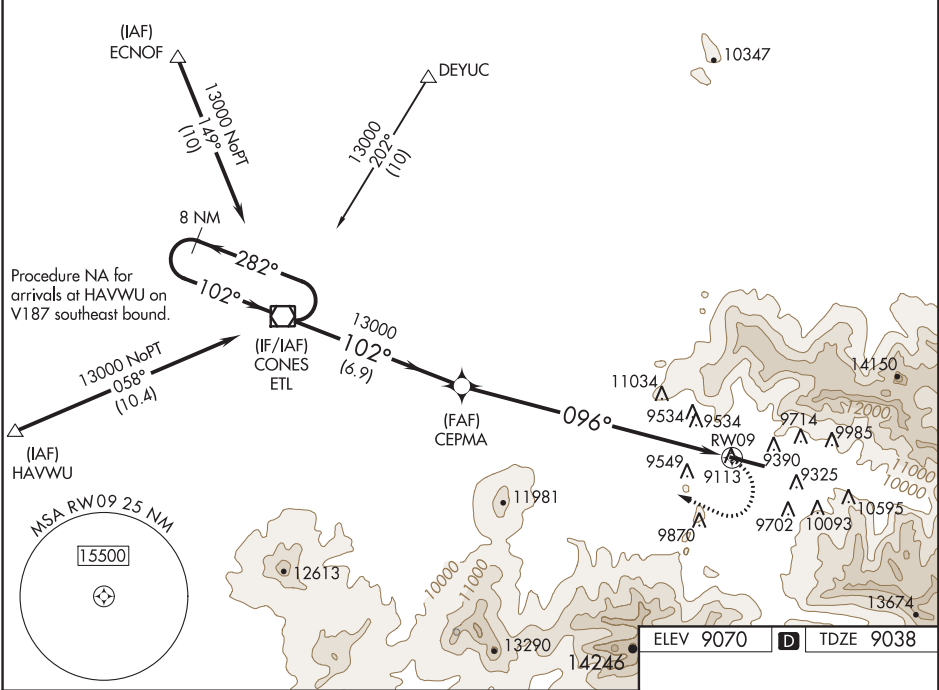 (IAF)
ECNOF
DEYUC
10347
13000 NoPT
149°
(10)
13000
202°
(10)
8 NM
282°
102°
Procedure NA for
arrivals at HAVWU on
V187 southeast bound.
(IF/IAF)
CONES
ETL
13000
102°
(6.9)
13000 NoPT
058°
(10.4)
(IAF)
HAVWU
(FAF)
CEPMA
096°
11034
9534
9534
RW09
9113
9549
9870
9714
9985
9390
9325
9702
10093
10595
14150
12000
11000
10000
11981
12613
10000
11000
13290
14246
13674
MSA RW09 25 NM
15500
ELEV 9070
D
TDZE 9038